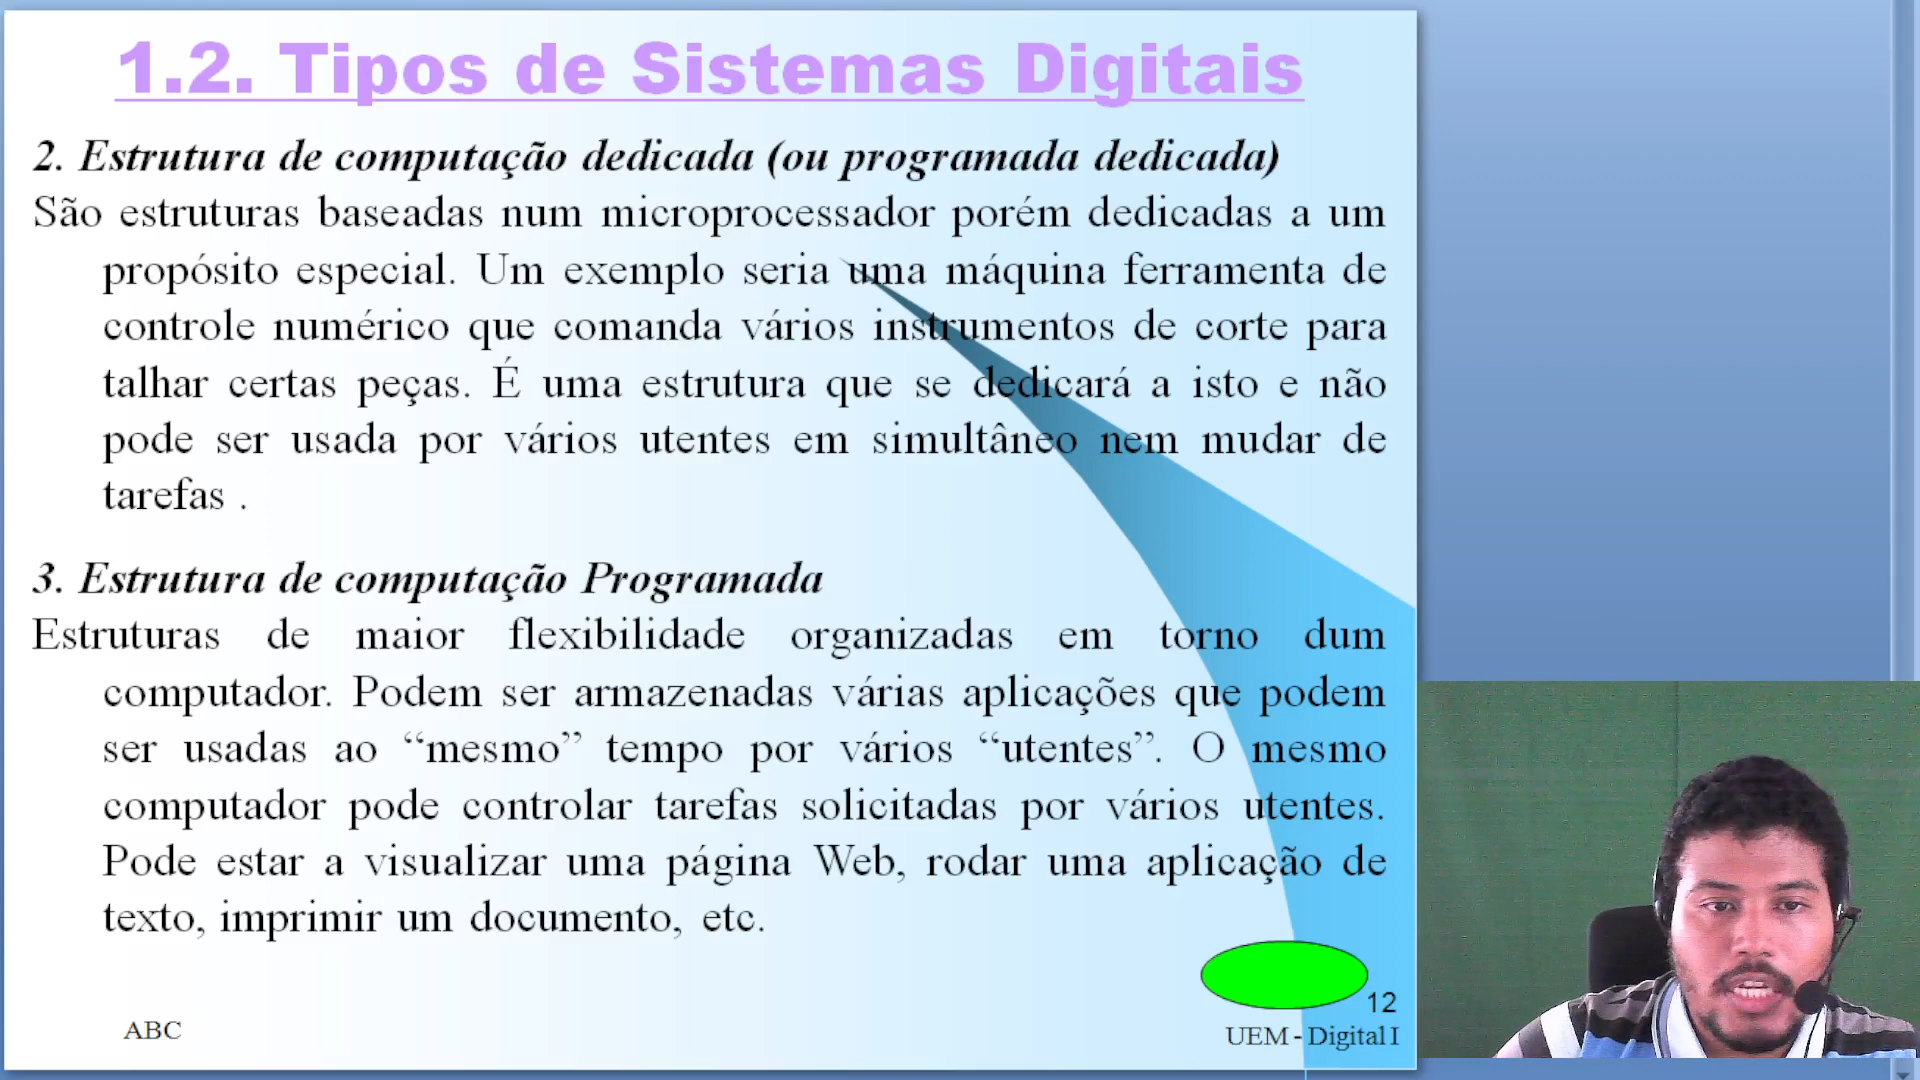 1.2. Tipos de Sistemas Digitais
2. Estrutura de computação dedicada (ou programada dedicada)
São estruturas baseadas num microprocessador porém dedicadas a um
propósito especial. Um exemplo seria uma máquina ferramenta de
controle numérico que comanda vários instrumentos de corte para
talhar certas peças. É uma estrutura que se dedicará a isto e não
pode ser usada por vários utentes em simultâneo nem mudar de
tarefas .
3. Estrutura de computação Programada
Estruturas de maior flexibilidade organizadas em torno dum
computador. Podem ser armazenadas várias aplicações que podem
ser usadas ao “mesmo” tempo por vários “utentes”. O mesmo
computador pode controlar tarefas solicitadas por vários utentes.
Pode estar a visualizar uma página Web, rodar uma aplicação de
texto, imprimir um documento, etc.
12
ABC
UEM - Digital I